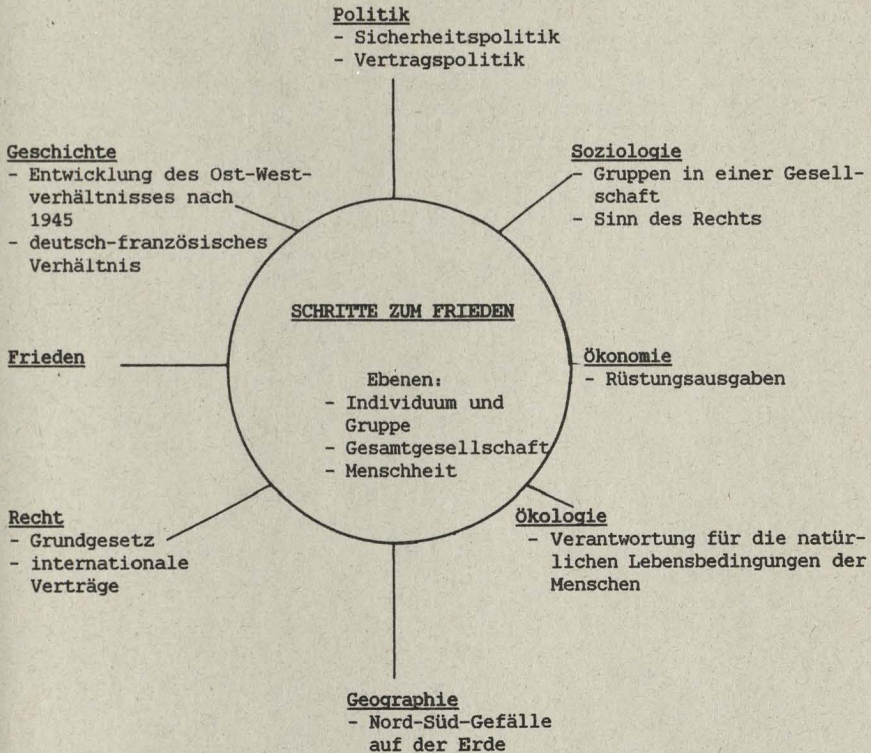 Politik
- Sicherheitspolitik
- Vertragspolitik
Geschichte
- Entwicklung des Ost-West-
verhältnisses nach
1945
- deutsch-französisches
Verhältnis
Soziologie
- Gruppen in einer Gesell-
schaft
- Sinn des Rechts
SCHRITTE ZUM FRIEDEN
Ebenen:
- Individuum und
Gruppe
- Gesamtgesellschaft
- Menschheit
Frieden
Ökonomie
- Rüstungsausgaben
Recht
- Grundgesetz
- internationale
Verträge
Ökologie
- Verantwortung für die natür-
lichen Lebensbedingungen der
Menschen
Geographie
- Nord-Süd-Gefälle
auf der Erde